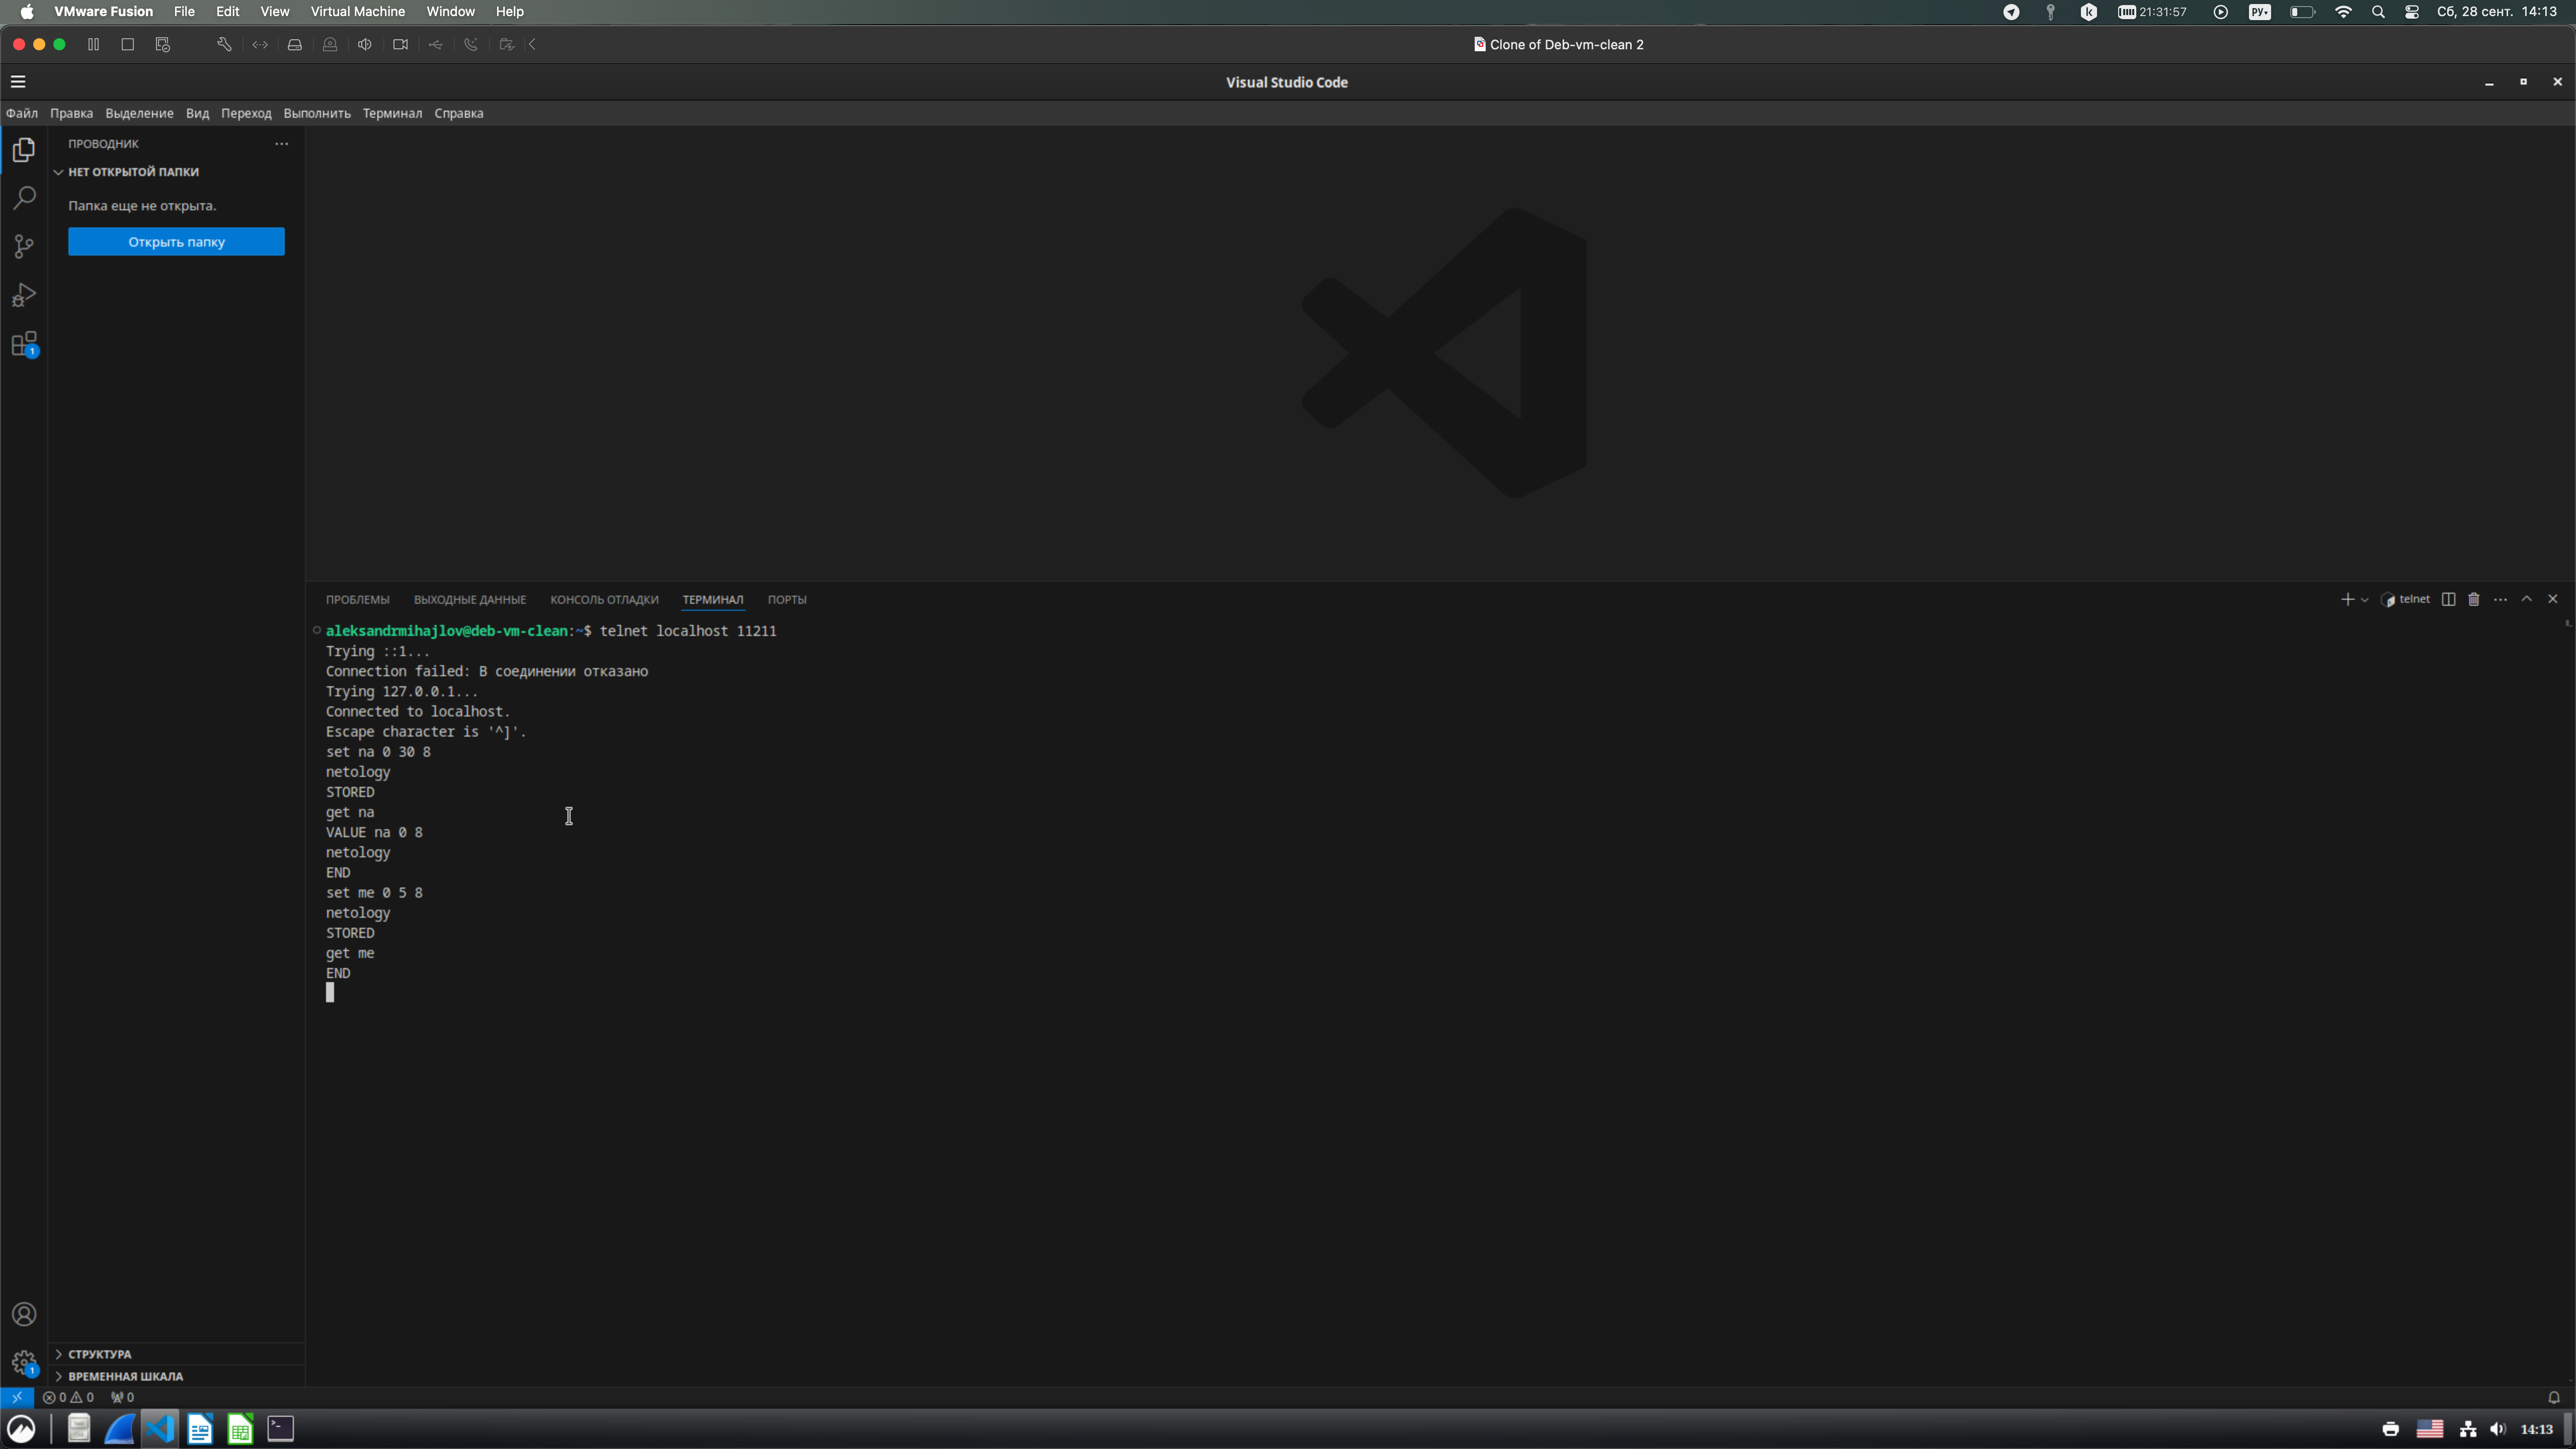 VMware Fusion File Edit View Virtual Machine Window Help 21:31:57 РУ Сб, 28 сент. 14:13
Clone of Deb-vm-clean 2
Visual Studio Code
Файл Правка Выделение Вид Переход Выполнить Терминал Справка
ПРОВОДНИК
НЕТ ОТКРЫТОЙ ПАПКИ
Папка еще не открыта.
Открыть папку
1
ПРОБЛЕМЫ ВЫХОДНЫЕ ДАННЫЕ КОНСОЛЬ ОТЛАДКИ ТЕРМИНАЛ ПОРТЫ telnet
aleksandrmihajlov@deb-vm-clean:~$ telnet localhost 11211
Trying ::1...
Connection failed: В соединении отказано
Trying 127.0.0.1...
Connected to localhost.
Escape character is '^]'.
set na 0 30 8
netology
STORED
get na
VALUE na 0 8
netology
END
set me 0 5 8
netology
STORED
get me
END
СТРУКТУРА
1
ВРЕМЕННАЯ ШКАЛА
0 0 0
14:13